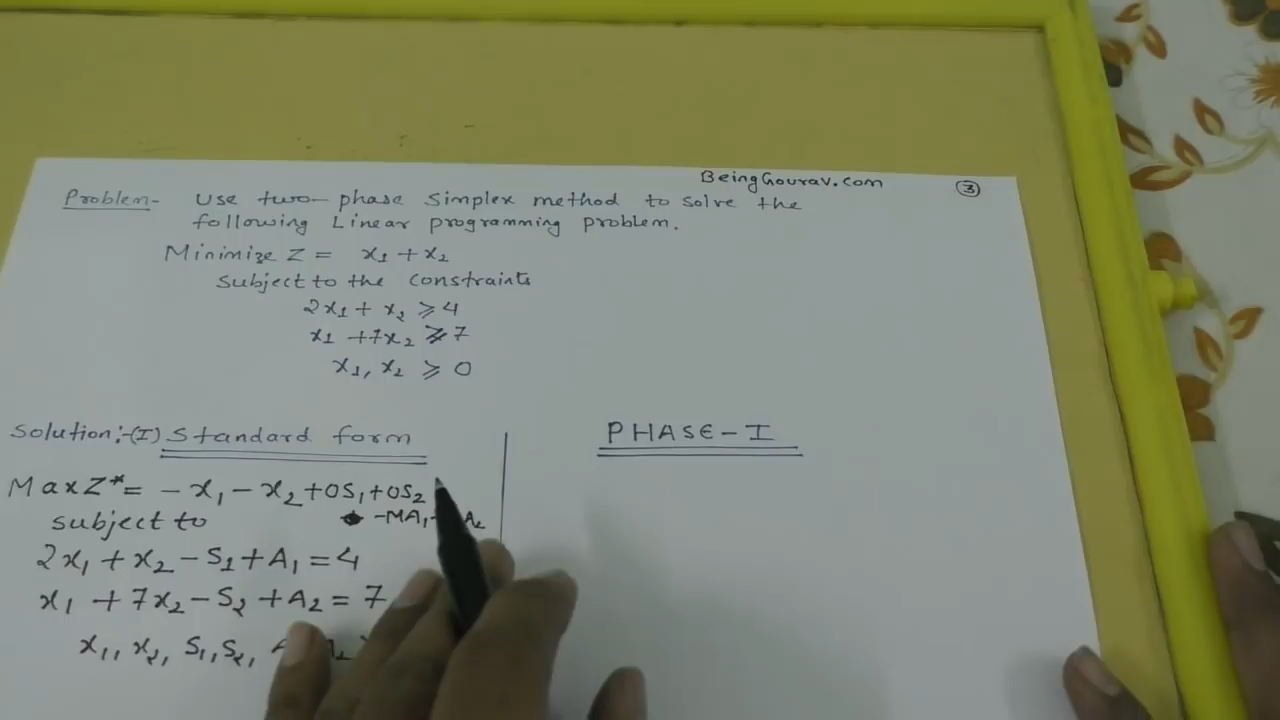 BeingGourav.com
③
Problem- Use two-phase Simplex method to solve the
following Linear programming problem.
Minimize Z = x₁ + x₂
Subject to the constraints
2x₁ + x₂ ⩾ 4
x₁ + 7x₂ ⩾ 7
x₁, x₂ ⩾ 0
Solution:-(I) Standard form
Max Z* = -x₁ - x₂ + 0S₁ + 0S₂
-MA₁
subject to
2x₁ + x₂ - S₁ + A₁ = 4
x₁ + 7x₂ - S₂ + A₂ = 7
x₁, x₂, S₁, S₂,
PHASE-I